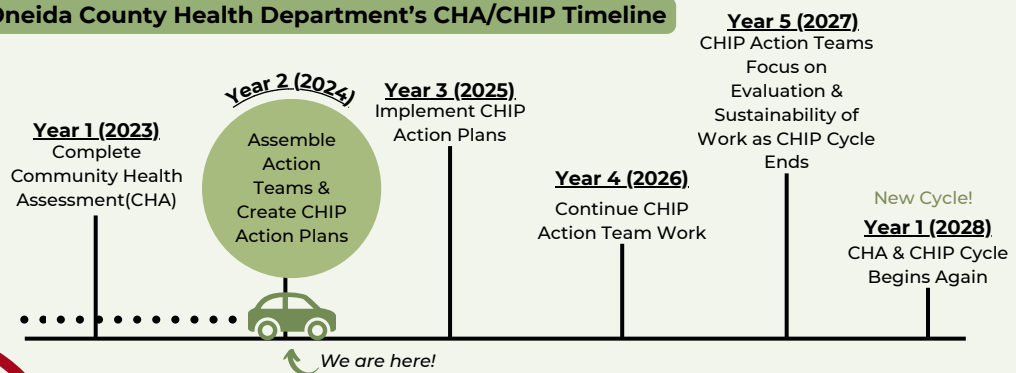 Oneida County Health Department's CHA/CHIP Timeline
Year 1 (2023)
Complete
Community Health
Assessment(CHA)
Year 2 (2024)
Assemble
Action
Teams &
Create CHIP
Action Plans
Year 3 (2025)
Implement CHIP
Action Plans
Year 4 (2026)
Continue CHIP
Action Team Work
Year 5 (2027)
CHIP Action Teams
Focus on
Evaluation &
Sustainability of
Work as CHIP Cycle
Ends
New Cycle!
Year 1 (2028)
CHA & CHIP Cycle
Begins Again
We are here!